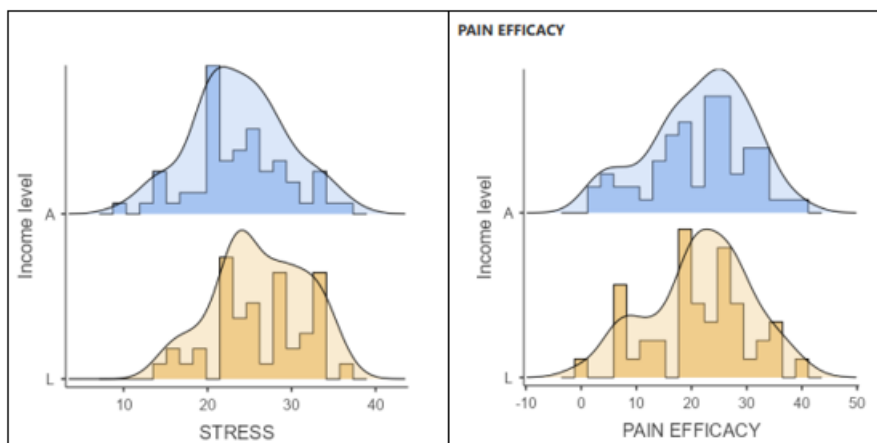 PAIN EFFICACY
Income level
A
L
10
20
30
40
STRESS
Income level
A
L
-10
0
10
20
30
40
50
PAIN EFFICACY